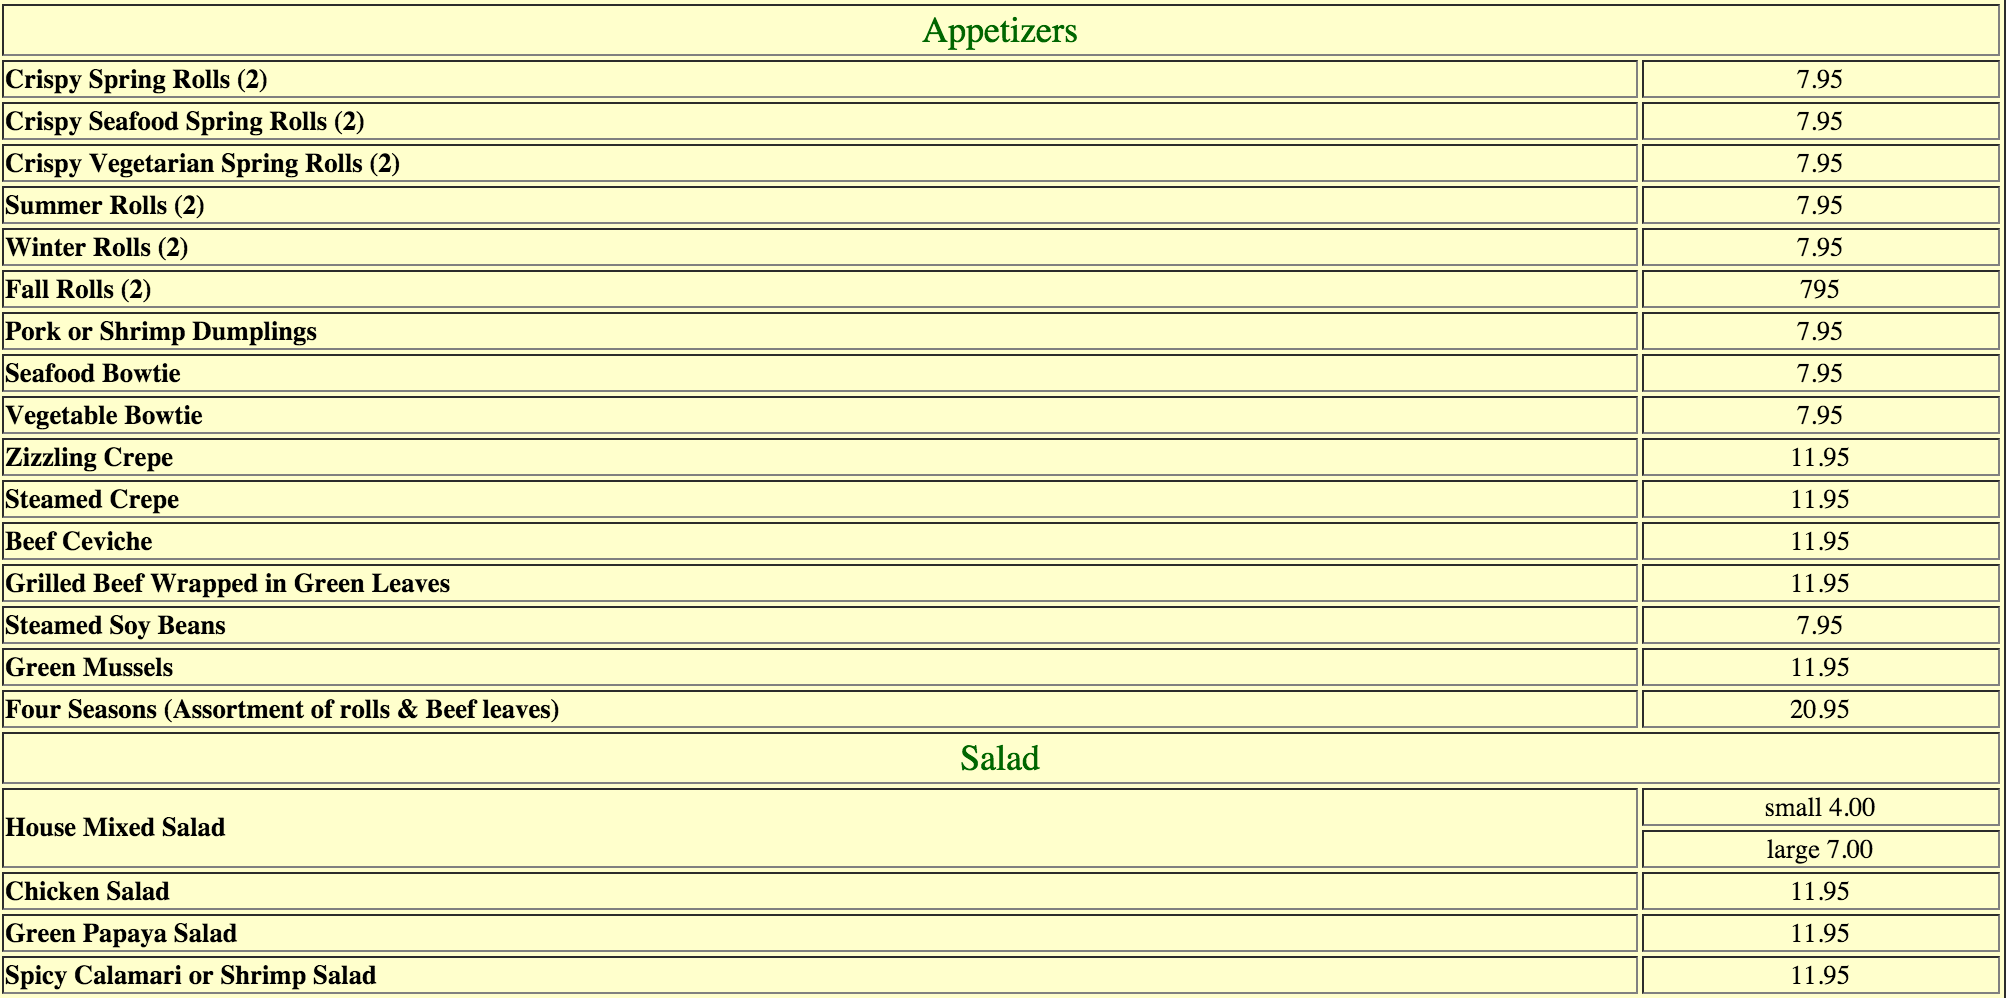 Appetizers
Crispy Spring Rolls (2) 7.95
Crispy Seafood Spring Rolls (2) 7.95
Crispy Vegetarian Spring Rolls (2) 7.95
Summer Rolls (2) 7.95
Winter Rolls (2) 7.95
Fall Rolls (2) 795
Pork or Shrimp Dumplings 7.95
Seafood Bowtie 7.95
Vegetable Bowtie 7.95
Zizzling Crepe 11.95
Steamed Crepe 11.95
Beef Ceviche 11.95
Grilled Beef Wrapped in Green Leaves 11.95
Steamed Soy Beans 7.95
Green Mussels 11.95
Four Seasons (Assortment of rolls & Beef leaves) 20.95
Salad
House Mixed Salad
small 4.00
large 7.00
Chicken Salad 11.95
Green Papaya Salad 11.95
Spicy Calamari or Shrimp Salad 11.95